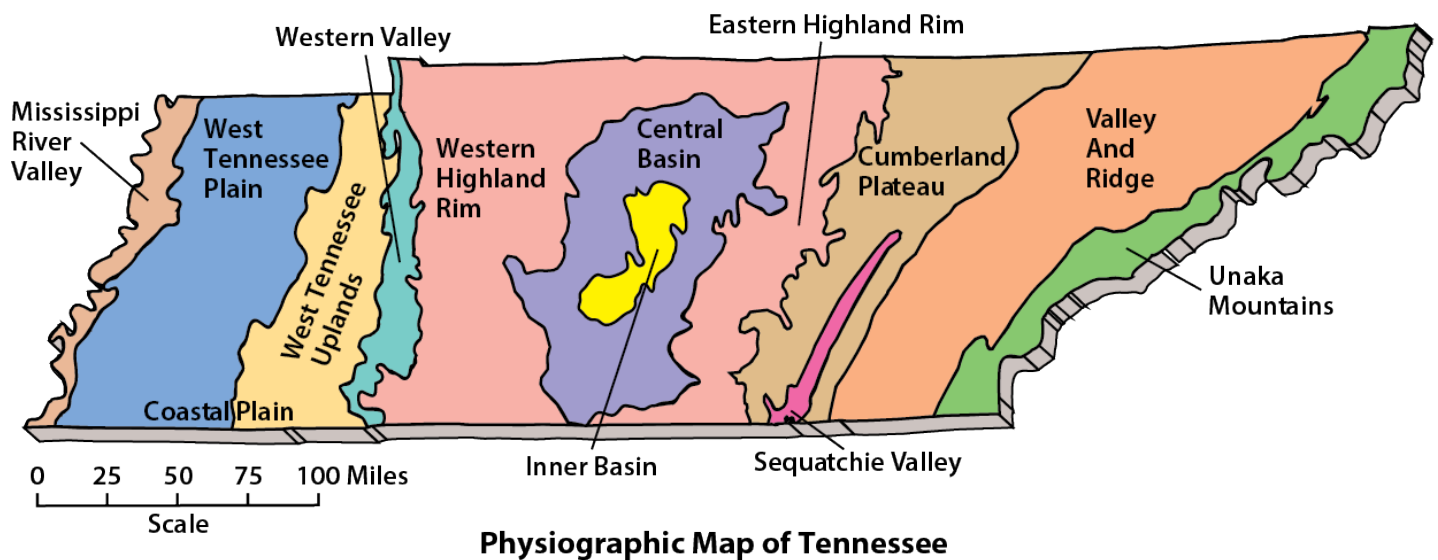 Eastern Highland Rim
Western Valley
Mississippi
River
Valley
West
Tennessee
Plain
Western
Highland
Rim
Central
Basin
Cumberland
Plateau
Valley
And
Ridge
West Tennessee
Uplands
Unaka
Mountains
Coastal Plain
Inner Basin
Sequatchie Valley
0 25 50 75 100 Miles
Scale
Physiographic Map of Tennessee